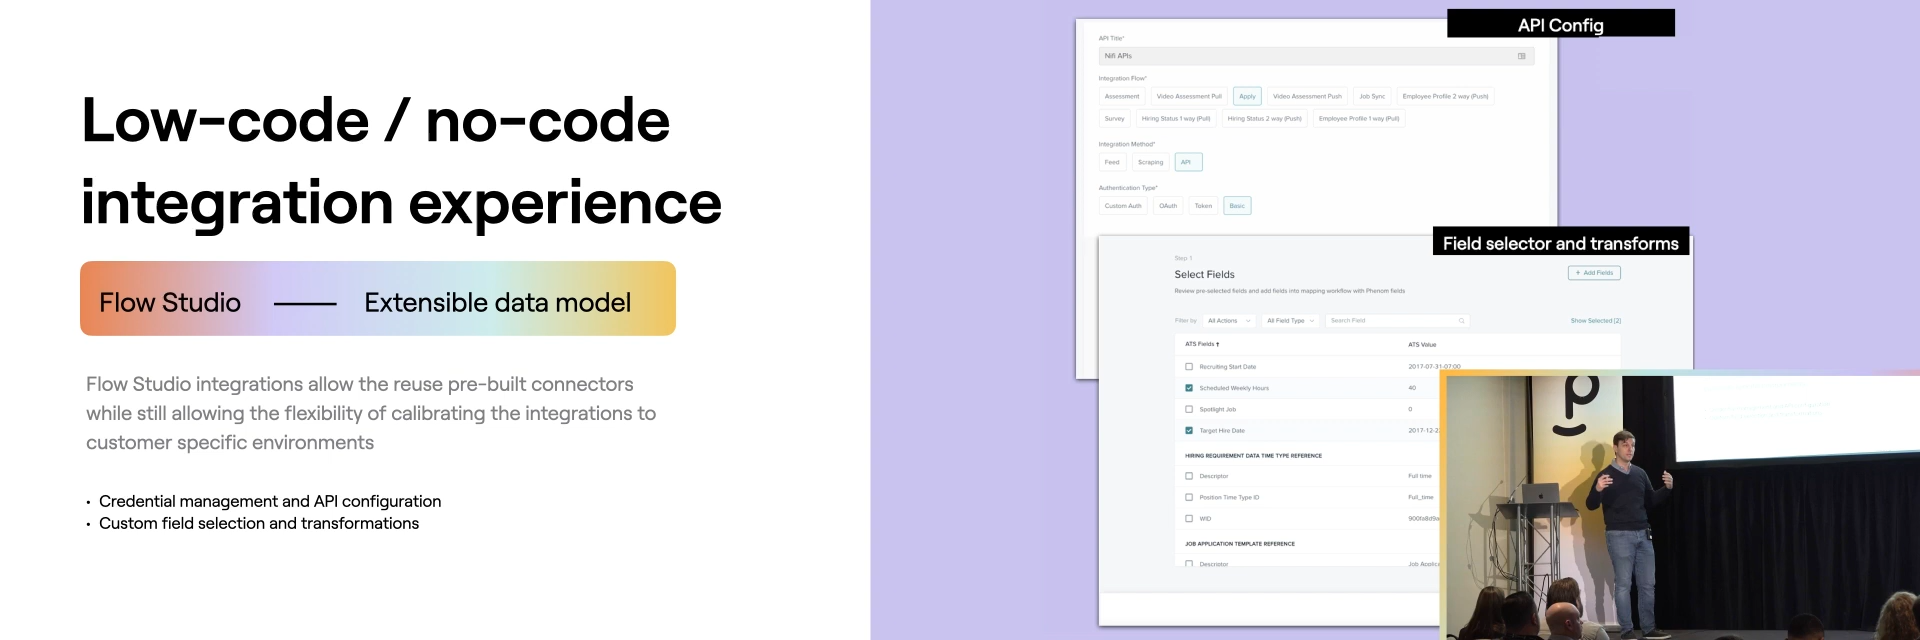 Low-code / no-code
integration experience
Flow Studio — Extensible data model
Flow Studio integrations allow the reuse pre-built connectors
while still allowing the flexibility of calibrating the integrations to
customer specific environments
• Credential management and API configuration
• Custom field selection and transformations
API Config
API Title*
Nifi APIs
Integration Flow*
Assessment Video Assessment Pull Apply Video Assessment Push Job Sync Employee Profile 2 way (Push)
Survey Hiring Status 1 way (Pull) Hiring Status 2 way (Push) Employee Profile 1 way (Pull)
Integration Method*
Feed Scraping API
Authentication Type*
Custom Auth OAuth Token Basic
Field selector and transforms
Step 1
Select Fields
+ Add Fields
Review pre-selected fields and add fields into mapping workflow with Phenom fields
Filter by All Actions All Field Type Search Field Show Selected [2]
ATS Fields ↑ ATS Value
Recruiting Start Date 2017-07-31-07:00
Scheduled Weekly Hours 40
Spotlight Job 0
Target Hire Date 2017-12-2
HIRING REQUIREMENT DATA TIME TYPE REFERENCE
Descriptor Full time
Position Time Type ID Full_time
WID 900fa8d9a
JOB APPLICATION TEMPLATE REFERENCE
Descriptor Job Applic
p